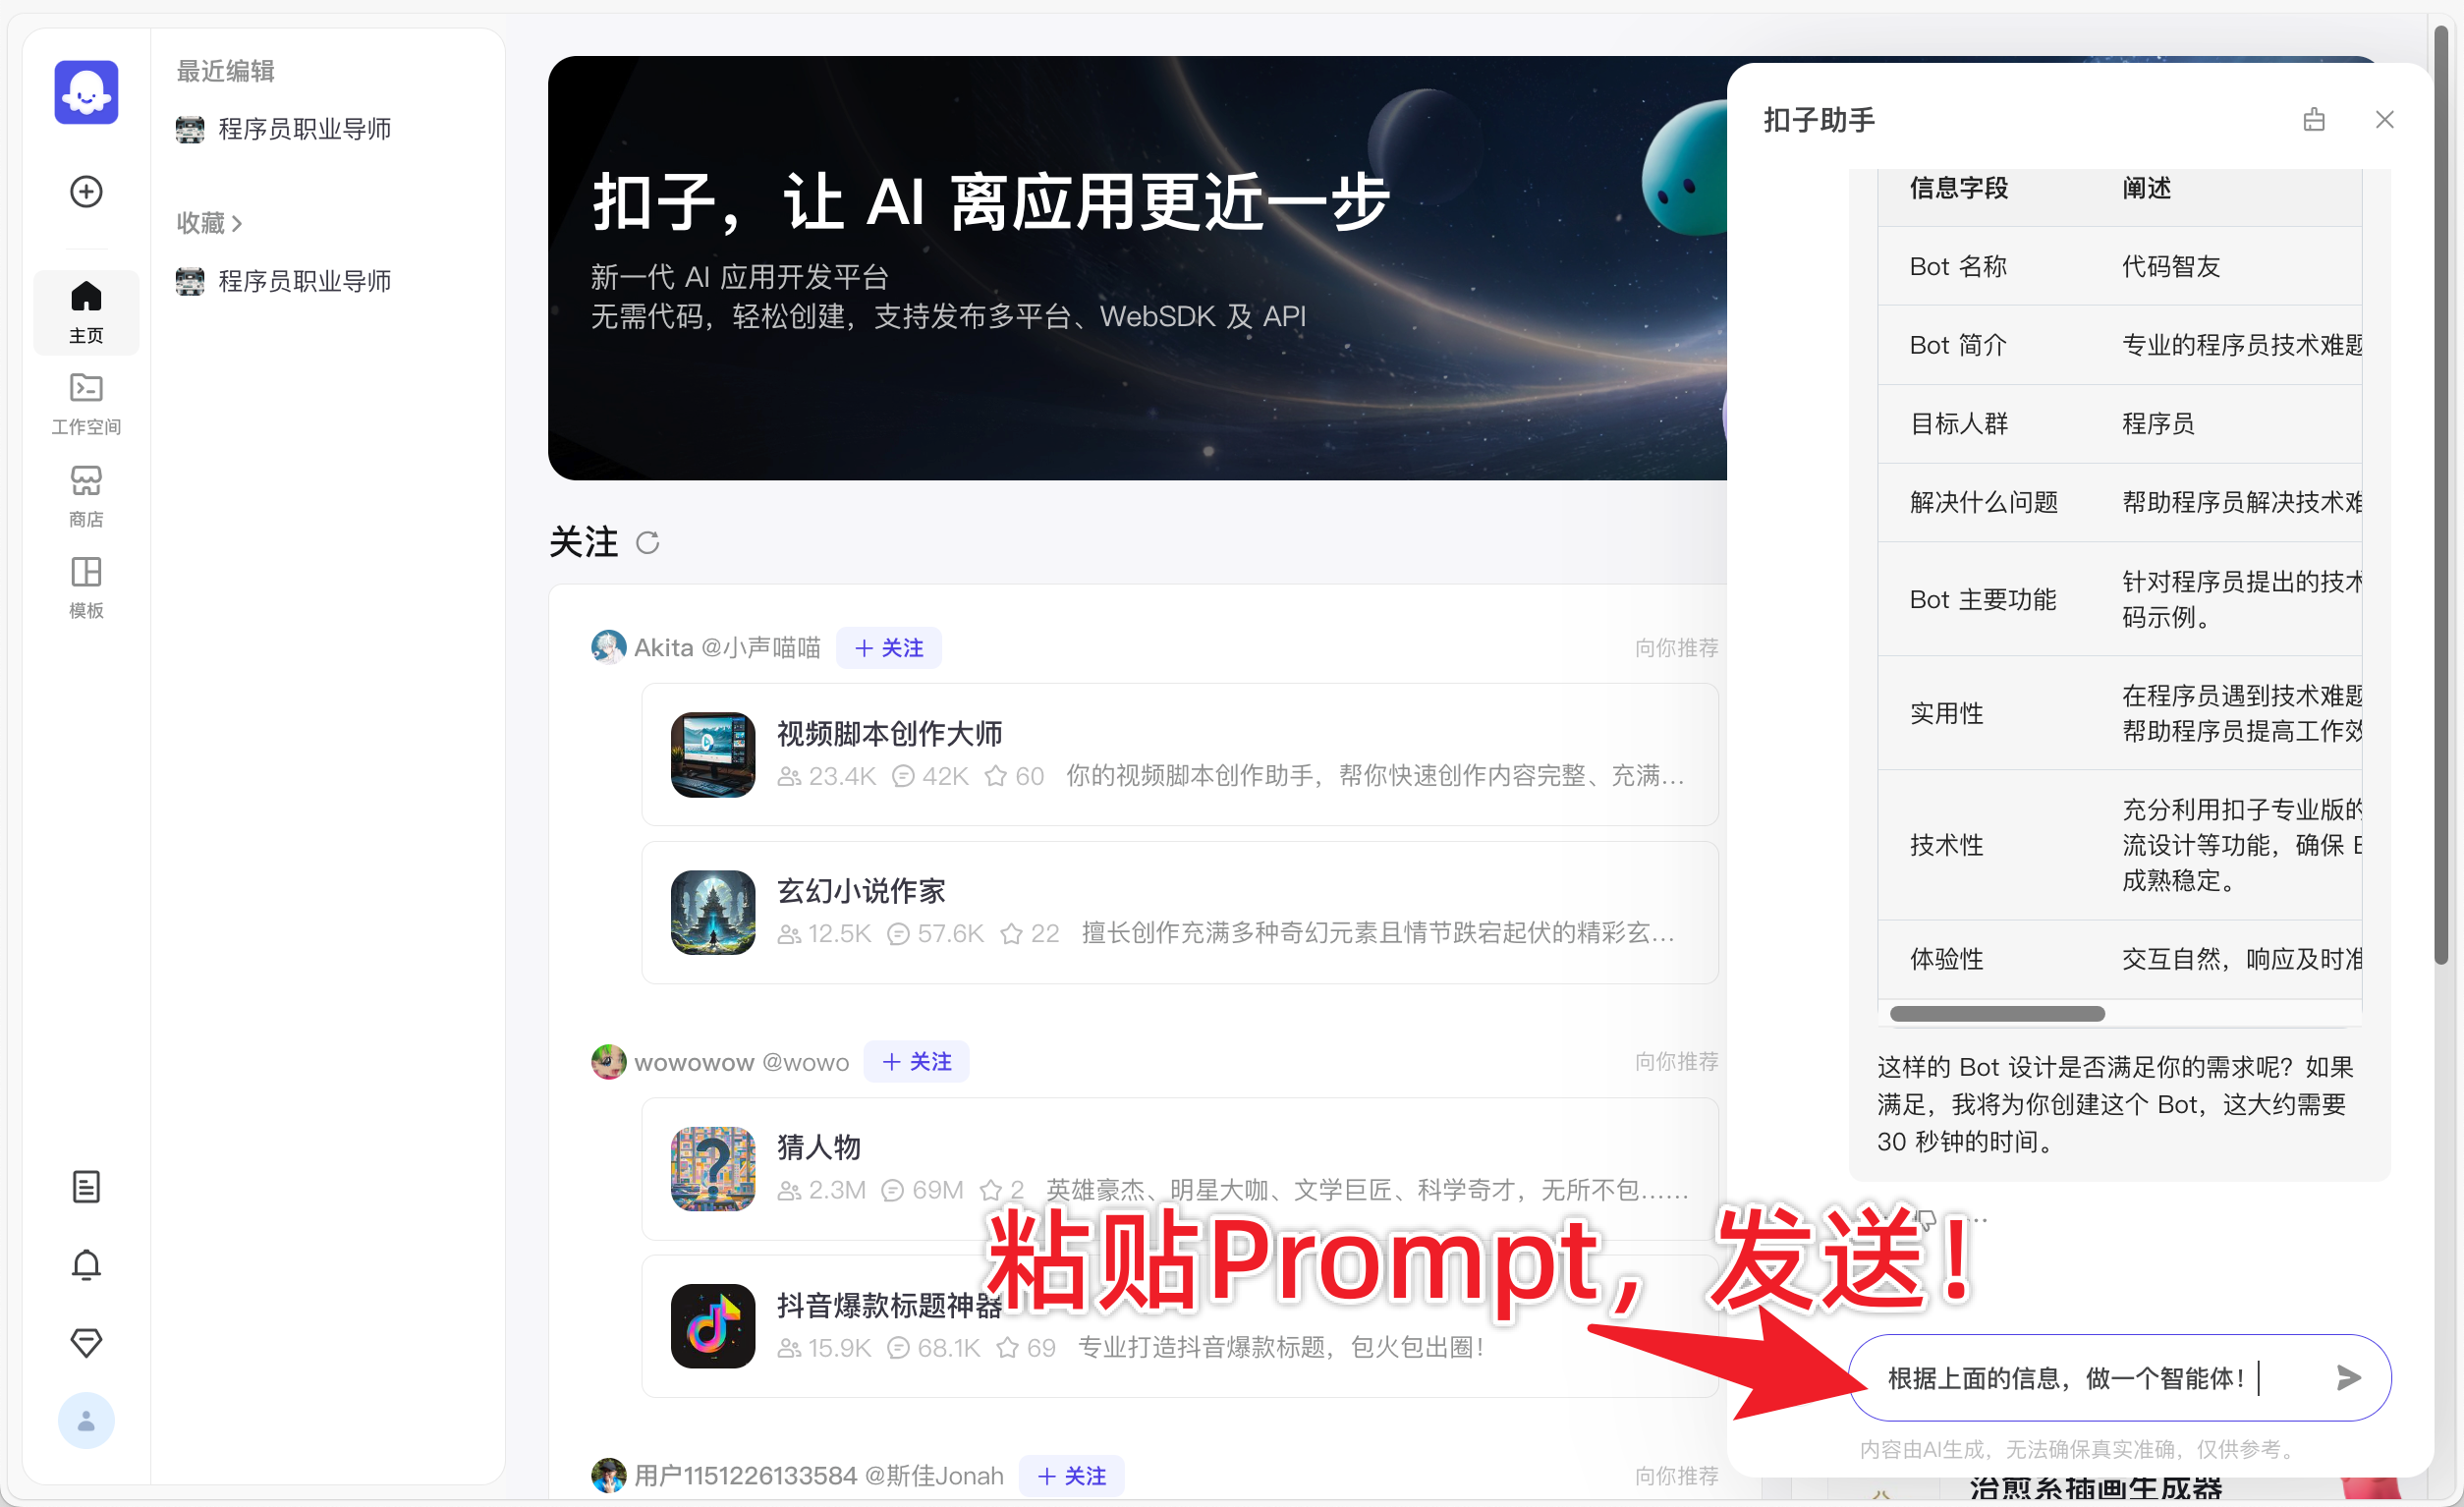 最近编辑
程序员职业导师
收藏
程序员职业导师
主页
工作空间
商店
模板
扣子，让 AI 离应用更近一步
新一代 AI 应用开发平台
无需代码，轻松创建，支持发布多平台、WebSDK 及 API
关注
Akita @小声喵喵 + 关注 向你推荐
视频脚本创作大师
23.4K 42K 60 你的视频脚本创作助手，帮你快速创作内容完整、充满...
玄幻小说作家
12.5K 57.6K 22 擅长创作充满多种奇幻元素且情节跌宕起伏的精彩玄...
wowowow @wowo + 关注 向你推荐
猜人物
2.3M 69M 2 英雄豪杰、明星大咖、文学巨匠、科学奇才，无所不包......
抖音爆款标题神器
15.9K 68.1K 69 专业打造抖音爆款标题，包火包出圈！
用户1151226133584 @斯佳Jonah + 关注 向你推荐
扣子助手
信息字段 阐述
Bot 名称 代码智友
Bot 简介 专业的程序员技术难题
目标人群 程序员
解决什么问题 帮助程序员解决技术难
Bot 主要功能 针对程序员提出的技术
码示例。
实用性 在程序员遇到技术难题
帮助程序员提高工作效
技术性 充分利用扣子专业版的
流设计等功能，确保
成熟稳定。
体验性 交互自然，响应及时准
这样的 Bot 设计是否满足你的需求呢？如果
满足，我将为你创建这个 Bot，这大约需要
30 秒钟的时间。
粘贴Prompt，发送！
根据上面的信息，做一个智能体！
内容由AI生成，无法确保真实准确，仅供参考。
治愈系插画生成器